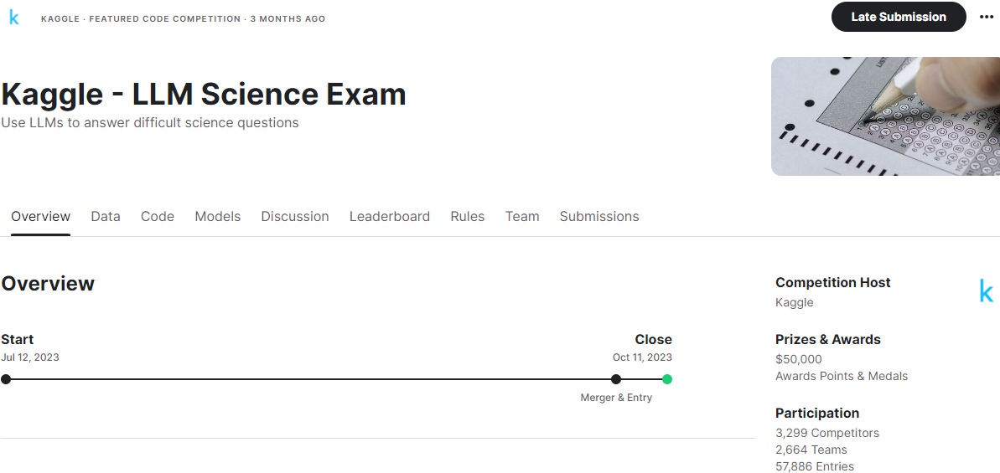 k KAGGLE · FEATURED CODE COMPETITION · 3 MONTHS AGO
Late Submission
Kaggle - LLM Science Exam
Use LLMs to answer difficult science questions
Overview Data Code Models Discussion Leaderboard Rules Team Submissions
Overview
Start
Jul 12, 2023
Close
Oct 11, 2023
Merger & Entry
Competition Host
Kaggle
k
Prizes & Awards
$50,000
Awards Points & Medals
Participation
3,299 Competitors
2,664 Teams
57,886 Entries